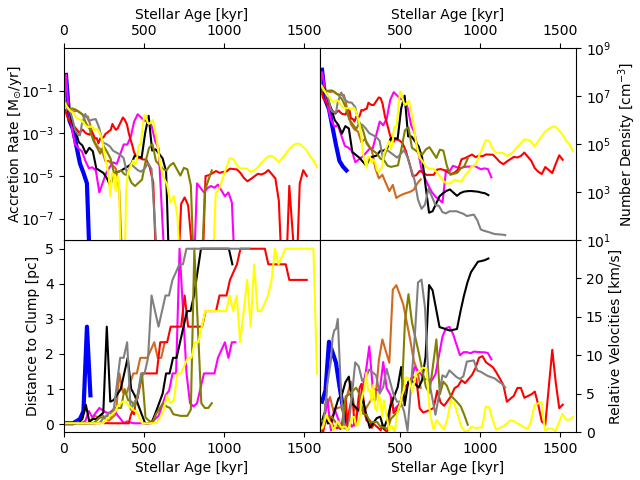 Stellar Age [kyr] Stellar Age [kyr]
0 500 1000 1500 500 1000 1500
Accretion Rate [M⊙/yr]
10⁻¹
10⁻³
10⁻⁵
10⁻⁷
10⁹
10⁷
10⁵
10³
10¹
Number Density [cm⁻³]
Distance to Clump [pc]
5
4
3
2
1
0
20
15
10
5
0
Relative Velocities [km/s]
0 500 1000 1500 500 1000 1500
Stellar Age [kyr] Stellar Age [kyr]